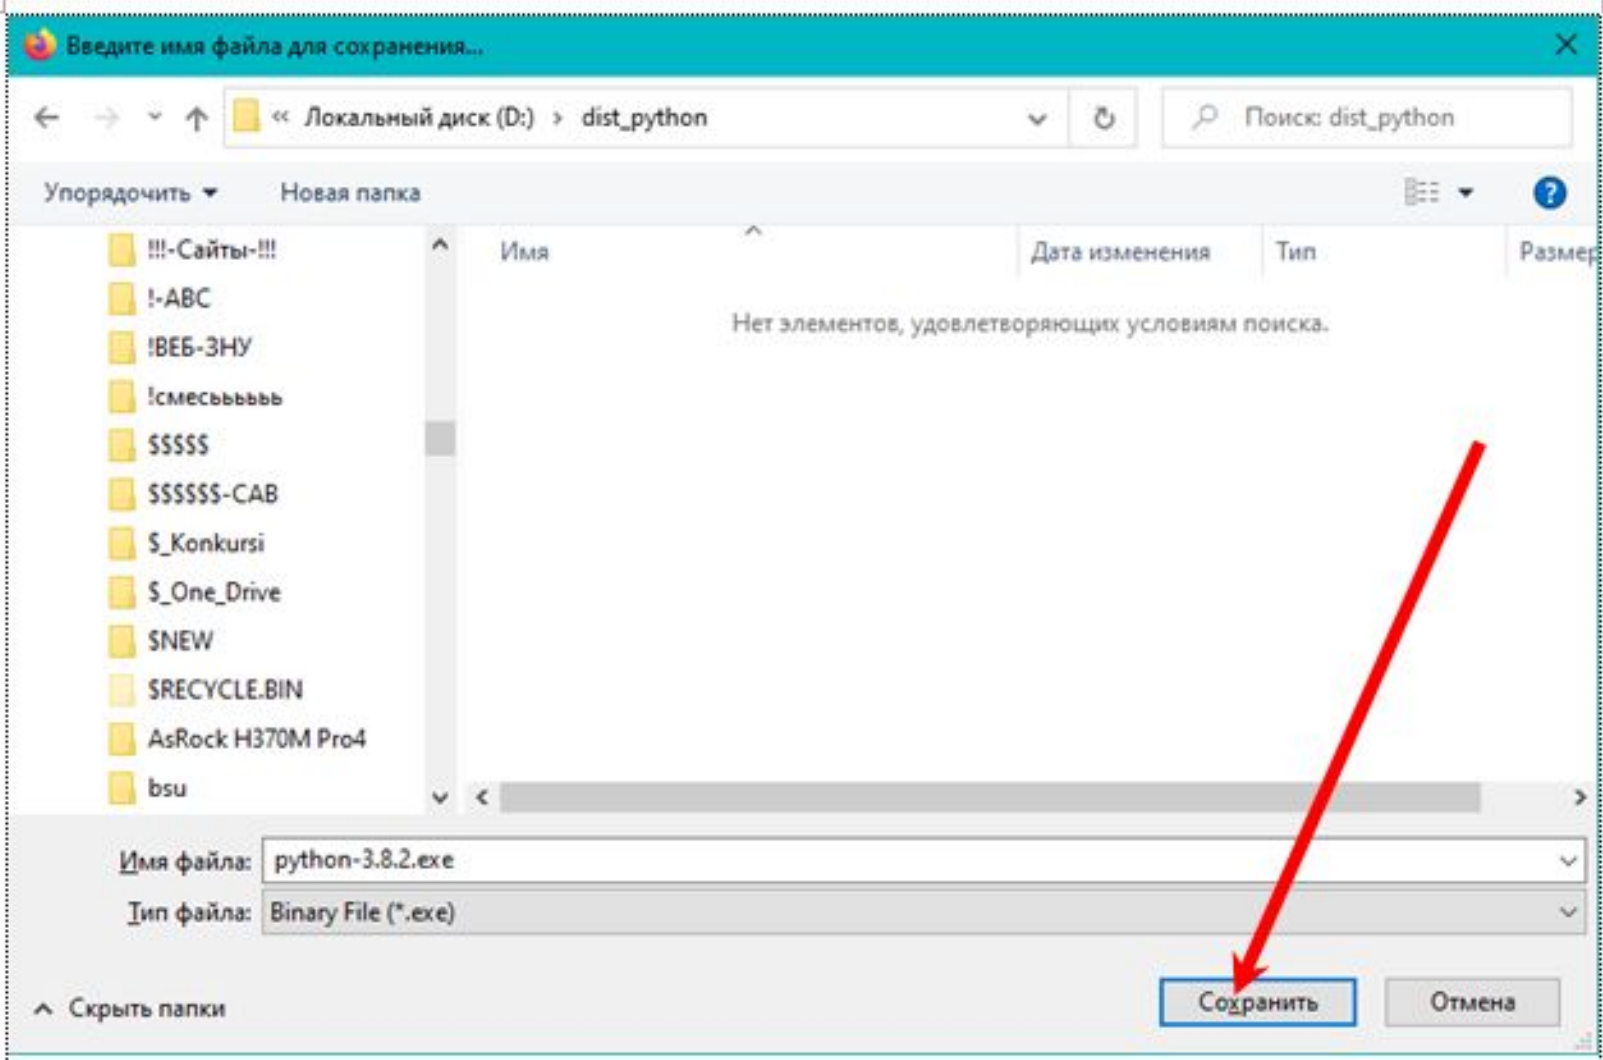 Введите имя файла для сохранения...
« Локальный диск (D:) › dist_python
Поиск: dist_python
Упорядочить
Новая папка
Имя
Дата изменения
Тип
Размер
!!!-Сайты-!!!
!-ABC
!ВЕБ-ЗНУ
!смесьььььь
$$$$$
$$$$$$-САВ
$_Konkursi
$_One_Drive
$NEW
$RECYCLE.BIN
AsRock H370M Pro4
bsu
Нет элементов, удовлетворяющих условиям поиска.
Имя файла: python-3.8.2.exe
Тип файла: Binary File (*.exe)
Скрыть папки
Сохранить
Отмена